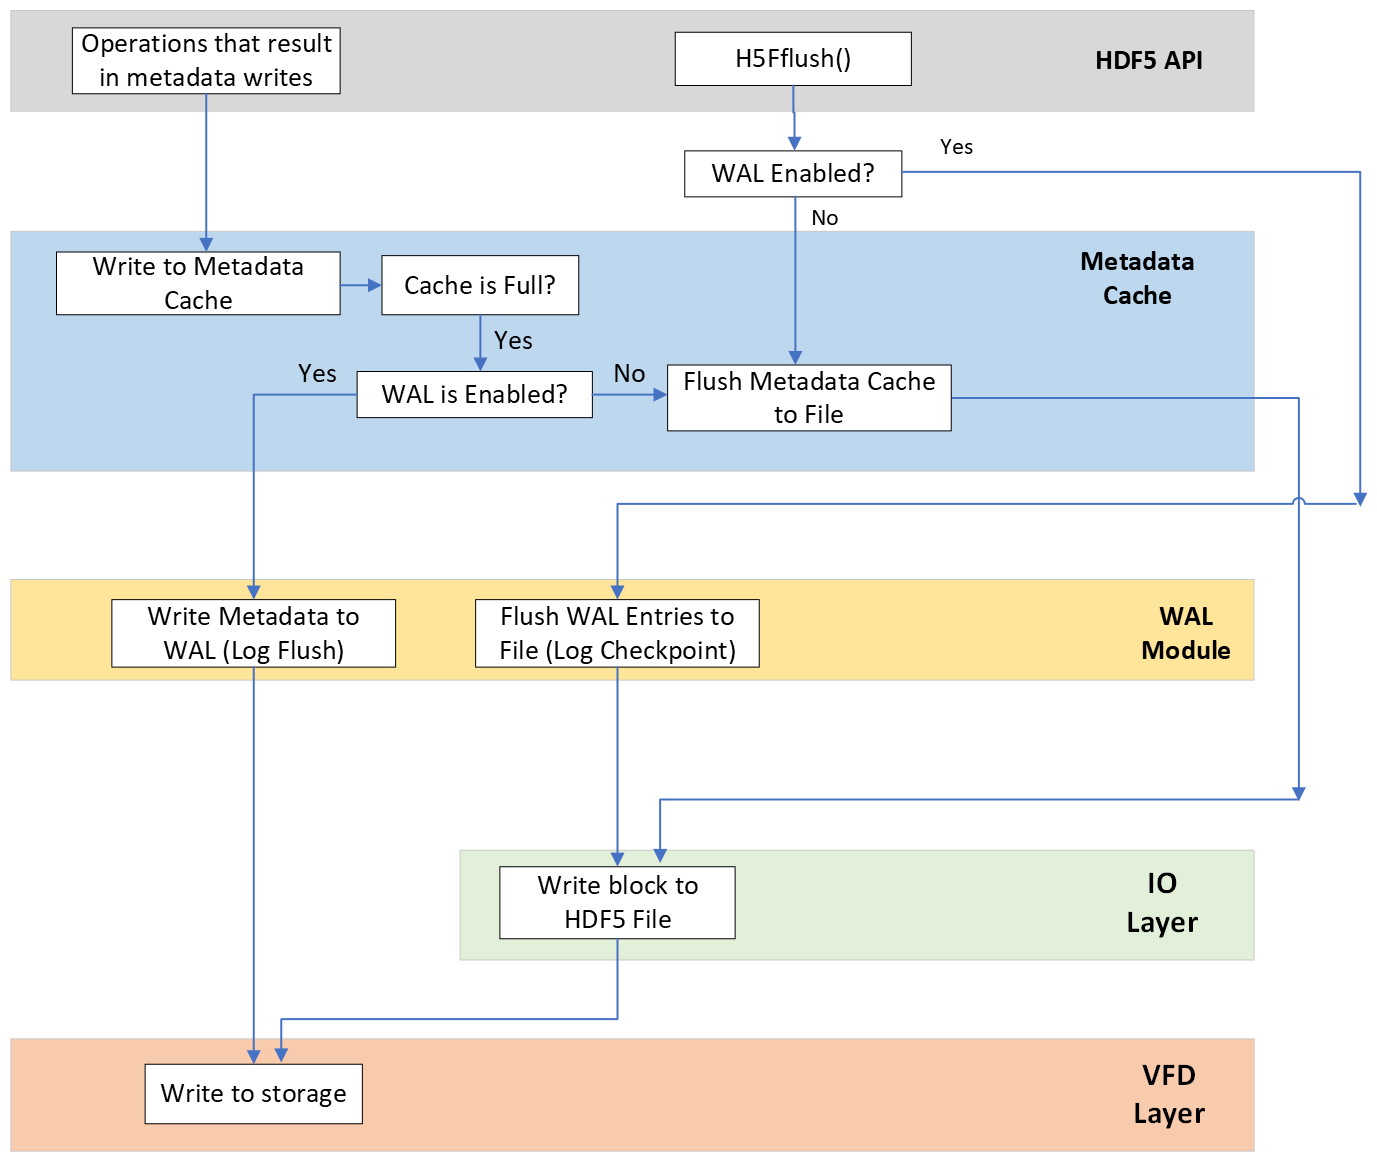 Operations that result
in metadata writes
H5Fflush()
HDF5 API
WAL Enabled?
Yes
No
Write to Metadata
Cache
Cache is Full?
Metadata
Cache
Yes
Yes
WAL is Enabled?
No
Flush Metadata Cache
to File
Write Metadata to
WAL (Log Flush)
Flush WAL Entries to
File (Log Checkpoint)
WAL
Module
Write block to
HDF5 File
IO
Layer
Write to storage
VFD
Layer